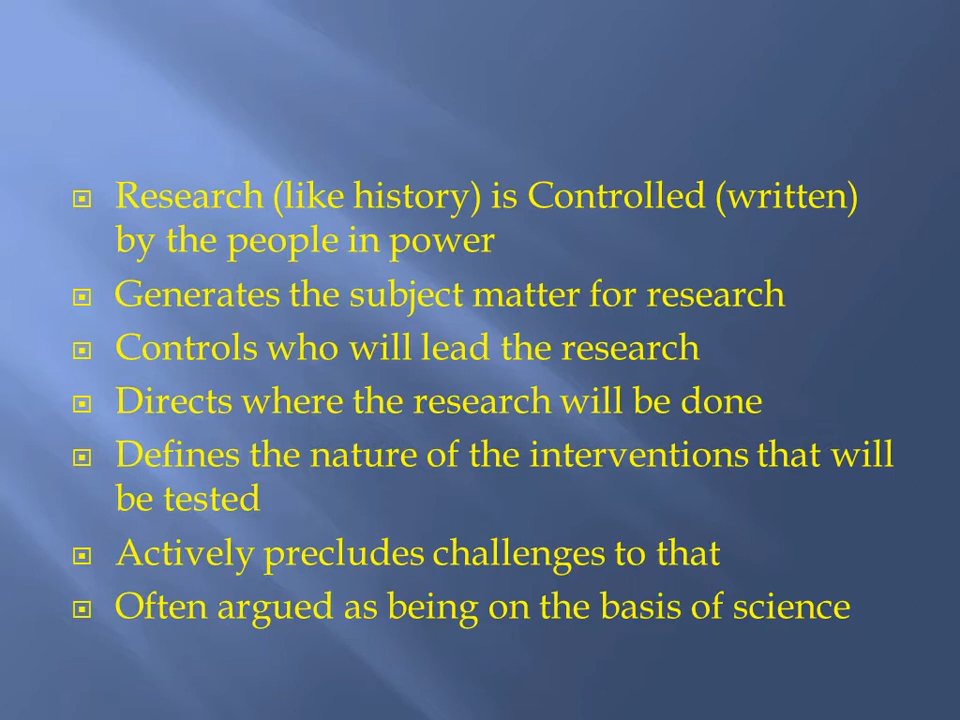 Research (like history) is Controlled (written)
by the people in power
Generates the subject matter for research
Controls who will lead the research
Directs where the research will be done
Defines the nature of the interventions that will
be tested
Actively precludes challenges to that
Often argued as being on the basis of science